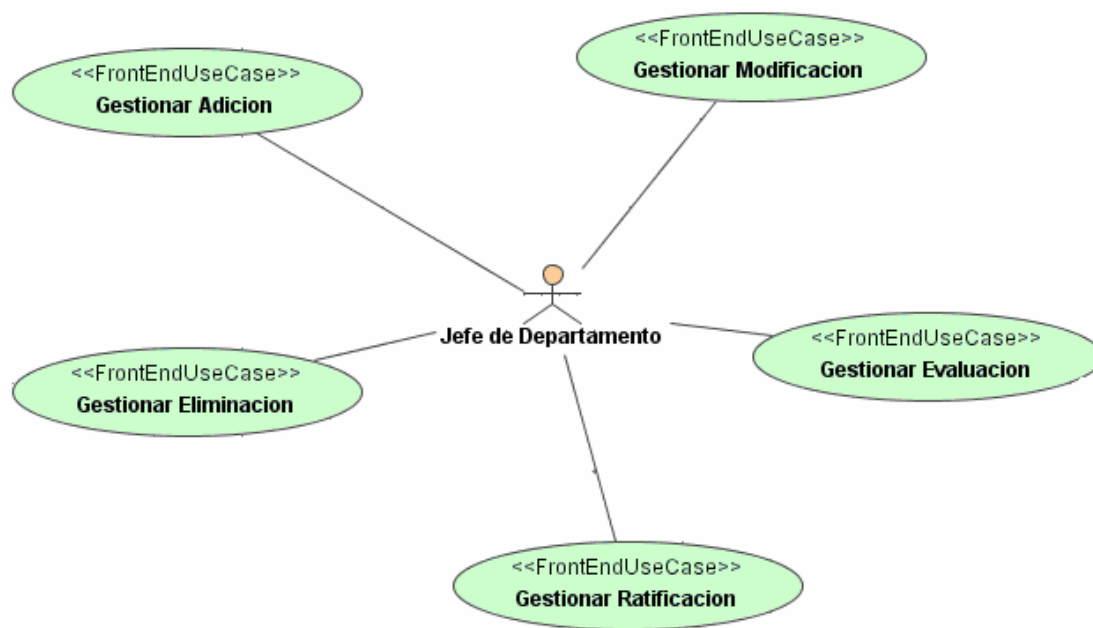 <<FrontEndUseCase>>
Gestionar Adicion
<<FrontEndUseCase>>
Gestionar Modificacion
Jefe de Departamento
<<FrontEndUseCase>>
Gestionar Evaluacion
<<FrontEndUseCase>>
Gestionar Eliminacion
<<FrontEndUseCase>>
Gestionar Ratificacion